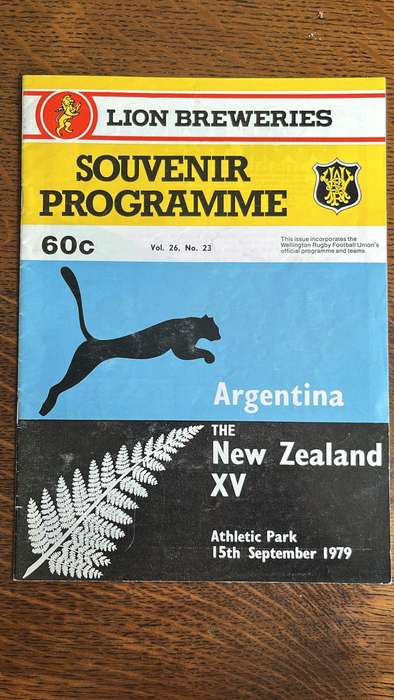 LION BREWERIES
SOUVENIR
PROGRAMME
60c
Vol. 26, No. 23
This issue incorporates the
Wellington Rugby Football Union's
official programme and teams
Argentina
THE
New Zealand
XV
Athletic Park
15th September 1979